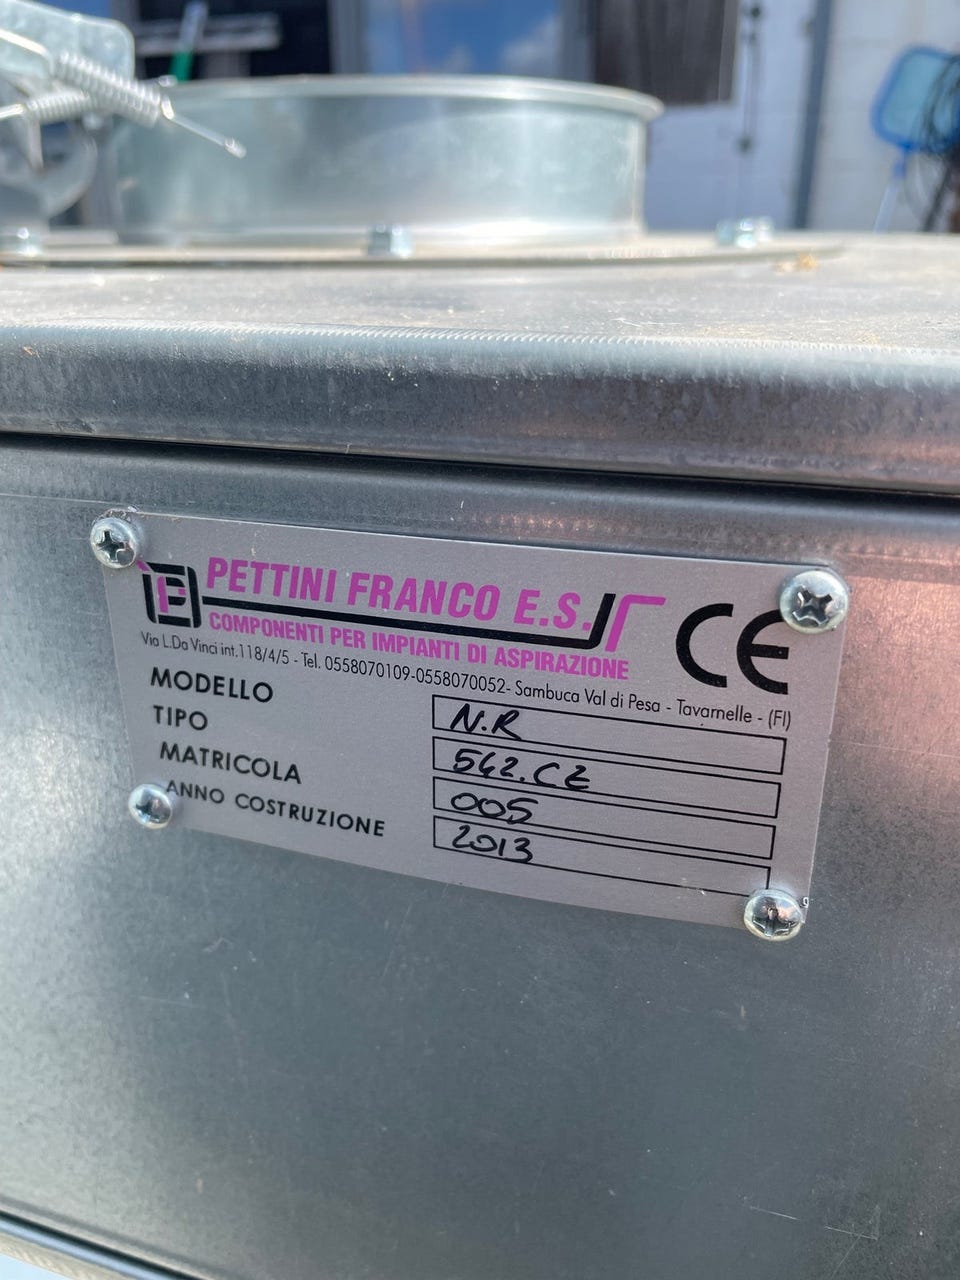 PETTINI FRANCO E.S.
COMPONENTI PER IMPIANTI DI ASPIRAZIONE
CE
Via L.Da Vinci int.118/4/5 - Tel. 0558070109-0558070052- Sambuca Val di Pesa - Tavarnelle - (FI)
MODELLO N.R
TIPO 542.CE
MATRICOLA 005
ANNO COSTRUZIONE 2013